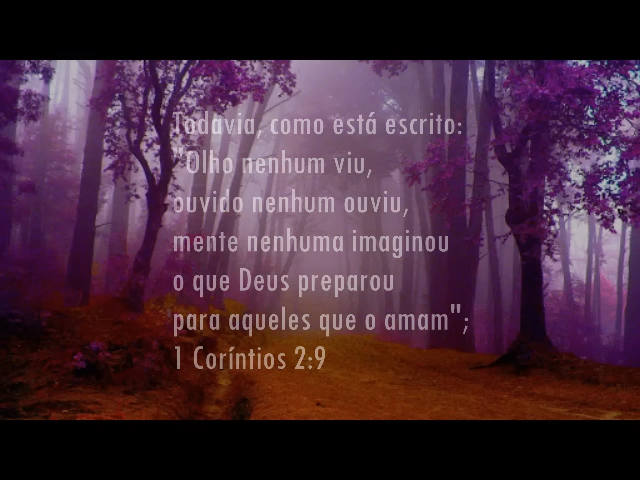 Todavia, como está escrito:
"Olho nenhum viu,
ouvido nenhum ouviu,
mente nenhuma imaginou
o que Deus preparou
para aqueles que o amam";
1 Coríntios 2:9